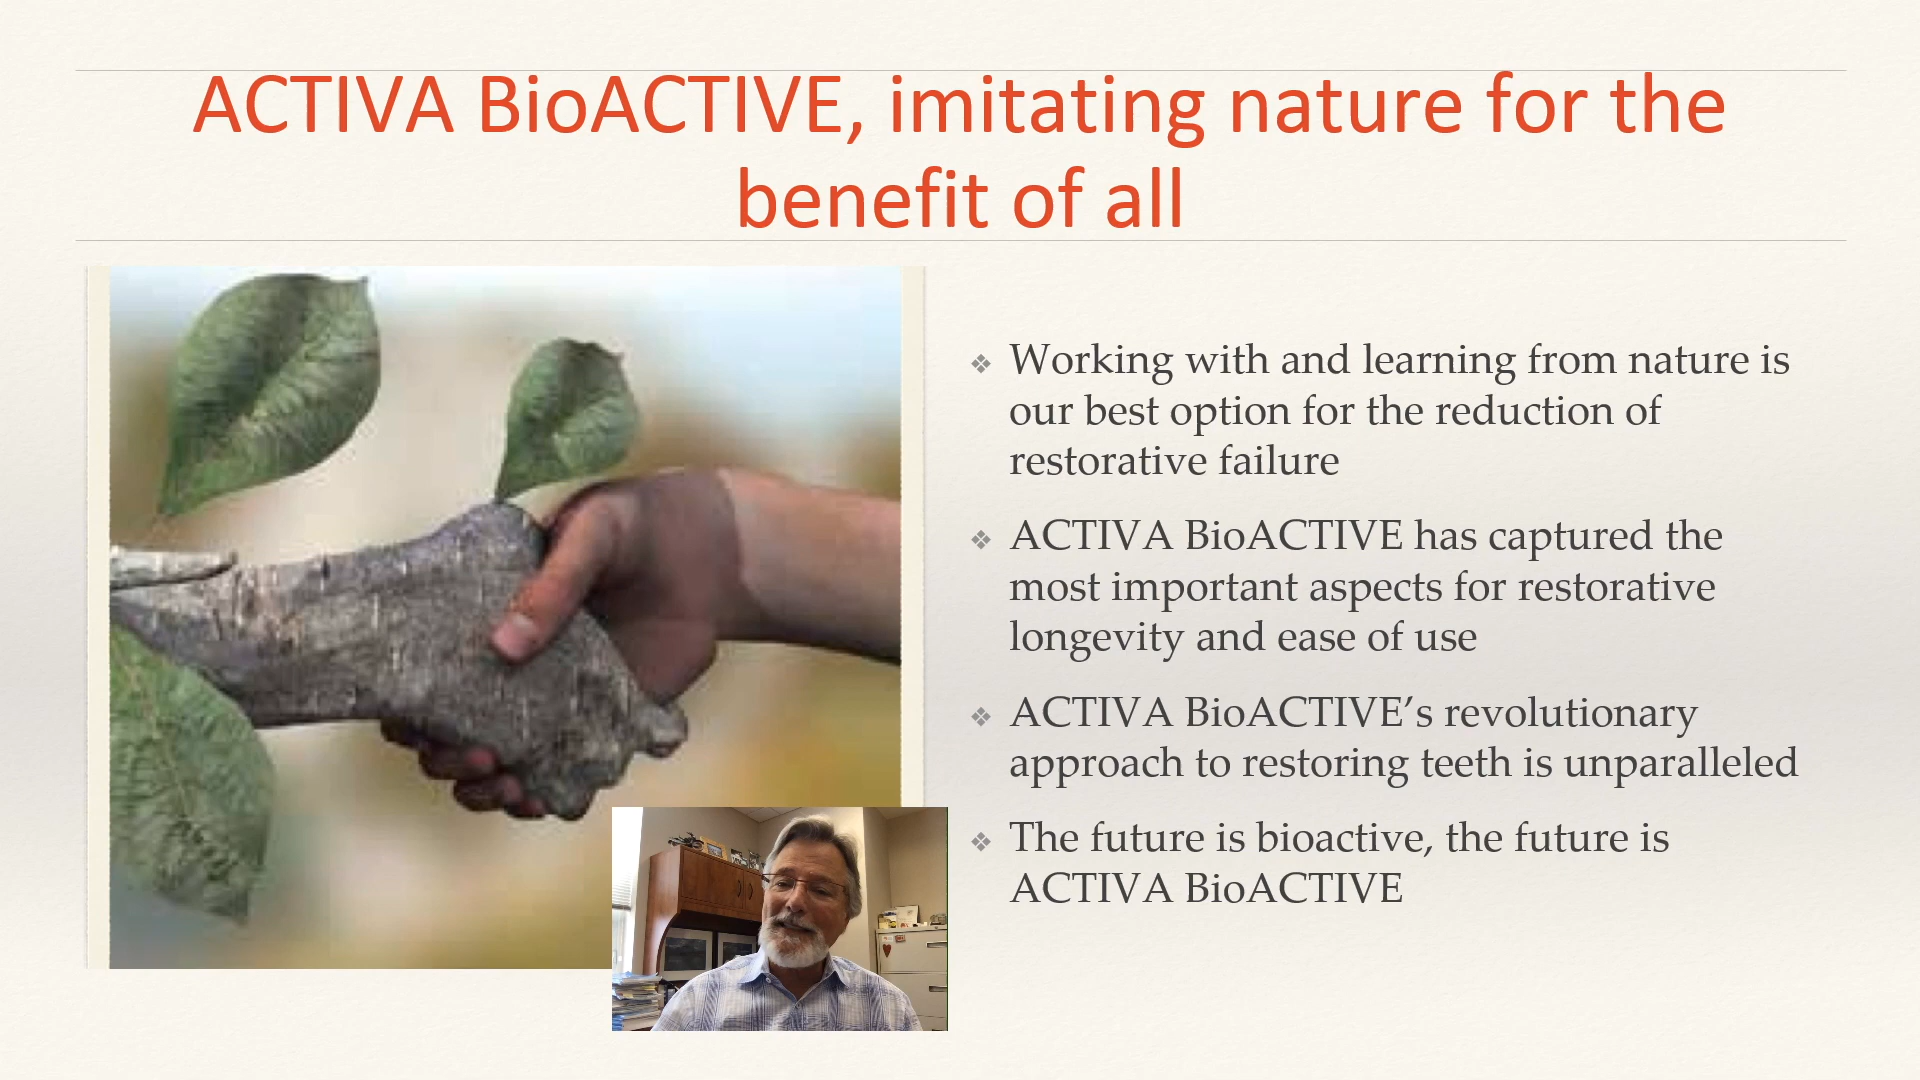 ACTIVA BioACTIVE, imitating nature for the
benefit of all
❖ Working with and learning from nature is
our best option for the reduction of
restorative failure
❖ ACTIVA BioACTIVE has captured the
most important aspects for restorative
longevity and ease of use
❖ ACTIVA BioACTIVE’s revolutionary
approach to restoring teeth is unparalleled
❖ The future is bioactive, the future is
ACTIVA BioACTIVE